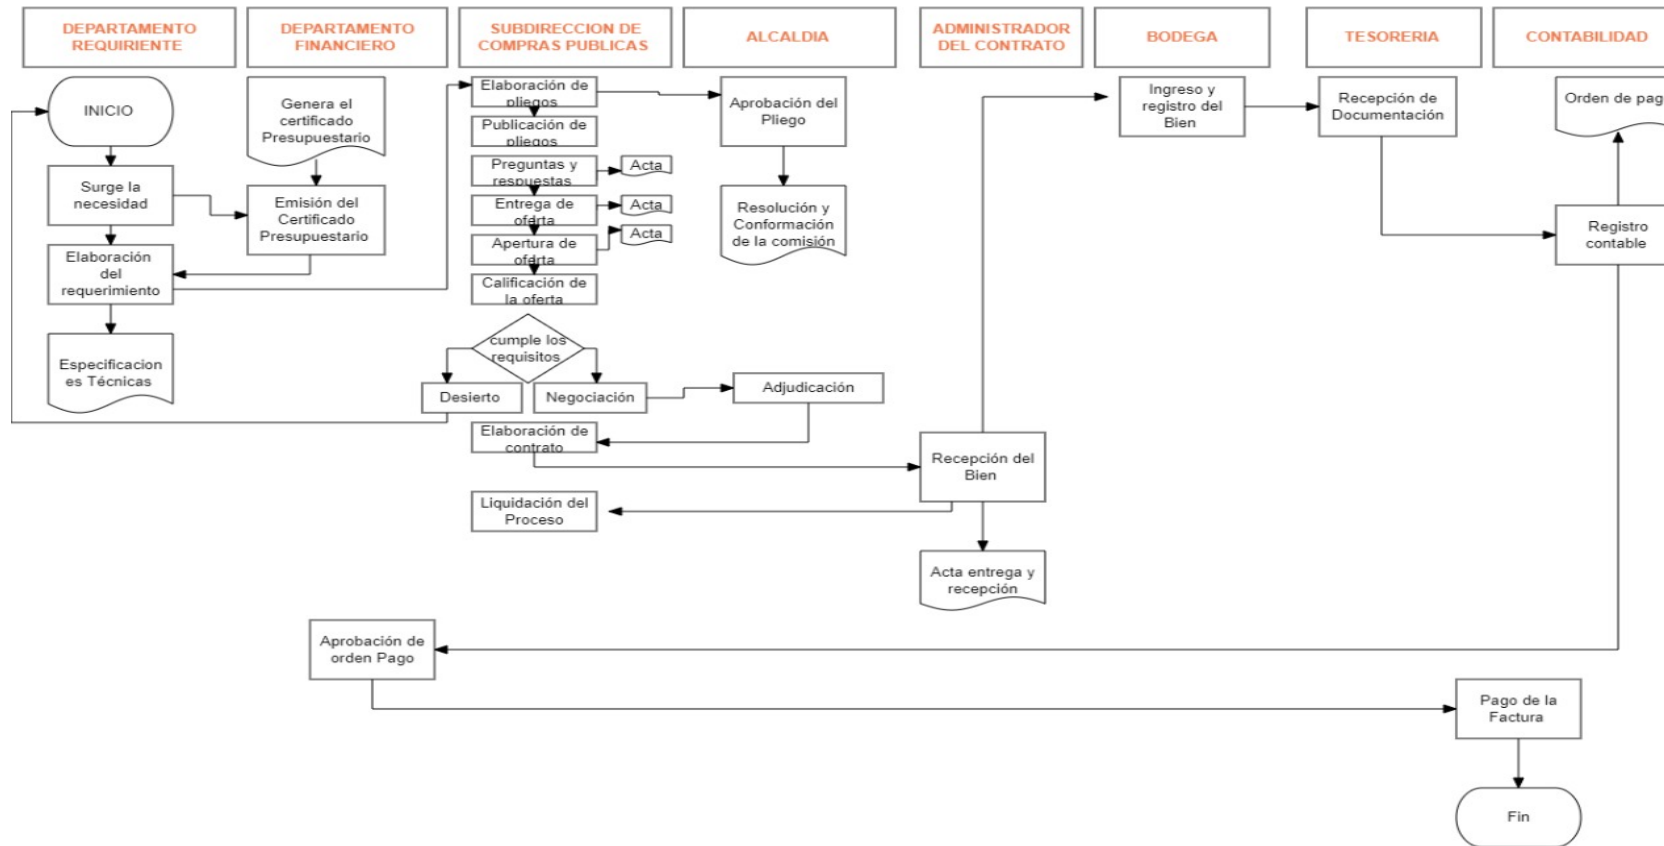 DEPARTAMENTO
REQUIRIENTE
DEPARTAMENTO
FINANCIERO
SUBDIRECCION DE
COMPRAS PUBLICAS
ALCALDIA
ADMINISTRADOR
DEL CONTRATO
BODEGA
TESORERIA
CONTABILIDAD
INICIO
Surge la
necesidad
Elaboración
del
requerimiento
Especificacion
es Técnicas
Genera el
certificado
Presupuestario
Emisión del
Certificado
Presupuestario
Elaboración de
pliegos
Publicación de
pliegos
Preguntas y
respuestas
Acta
Entrega de
oferta
Acta
Apertura de
oferta
Acta
Calificación de
la oferta
cumple los
requisitos
Desierto
Negociación
Elaboración de
contrato
Liquidación del
Proceso
Aprobación del
Pliego
Resolución y
Conformación
de la comisión
Adjudicación
Recepción del
Bien
Acta entrega y
recepción
Ingreso y
registro del
Bien
Recepción de
Documentación
Orden de pag
Registro
contable
Aprobación de
orden Pago
Pago de la
Factura
Fin